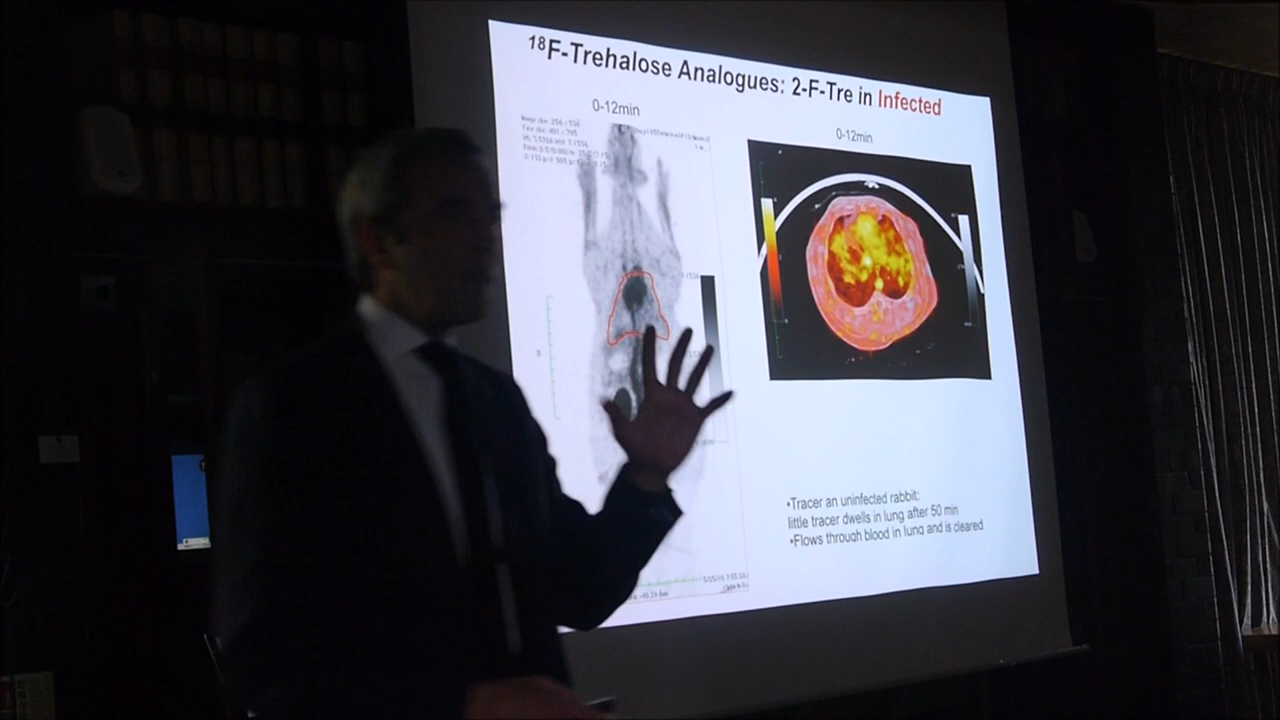 ¹⁸F-Trehalose Analogues: 2-F-Tre in Infected
0-12min
0-12min
•Tracer an uninfected rabbit:
little tracer dwells in lung after 50 min
•Flows through blood in lung and is cleared